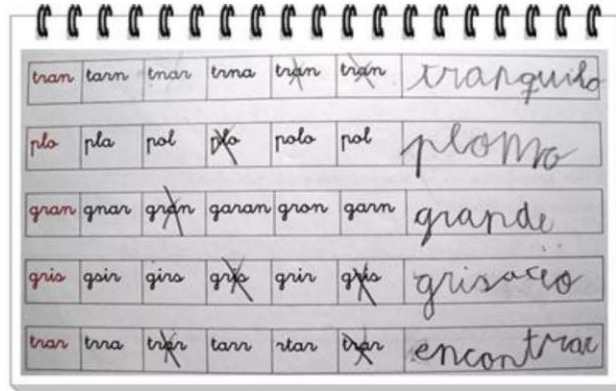 tran tarn tnar trna tran tran tranquilo
plo pla pol plo polo pol plomo
gran gnar gran garan gron garn grande
gris gsir girs gris grir gris grisaceo
trar trra trar tarr rtar trar encontrar